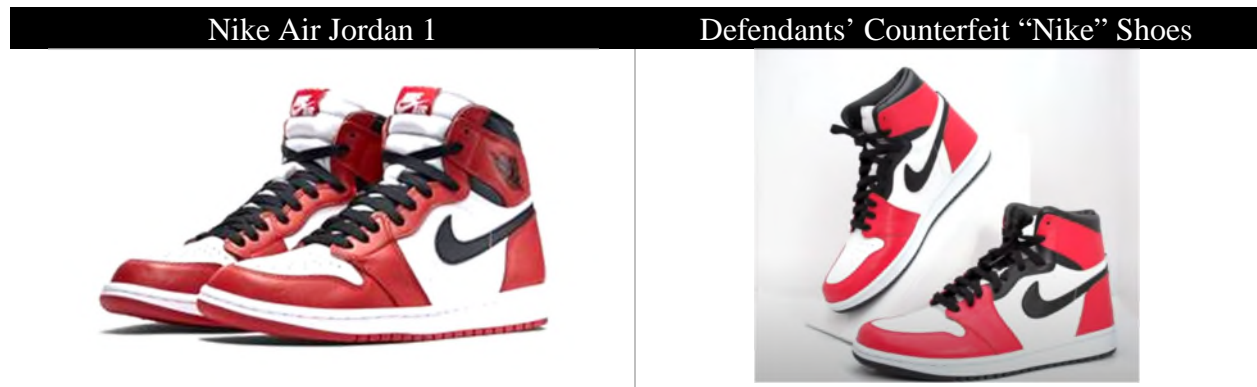 Nike Air Jordan 1
Defendants’ Counterfeit “Nike” Shoes